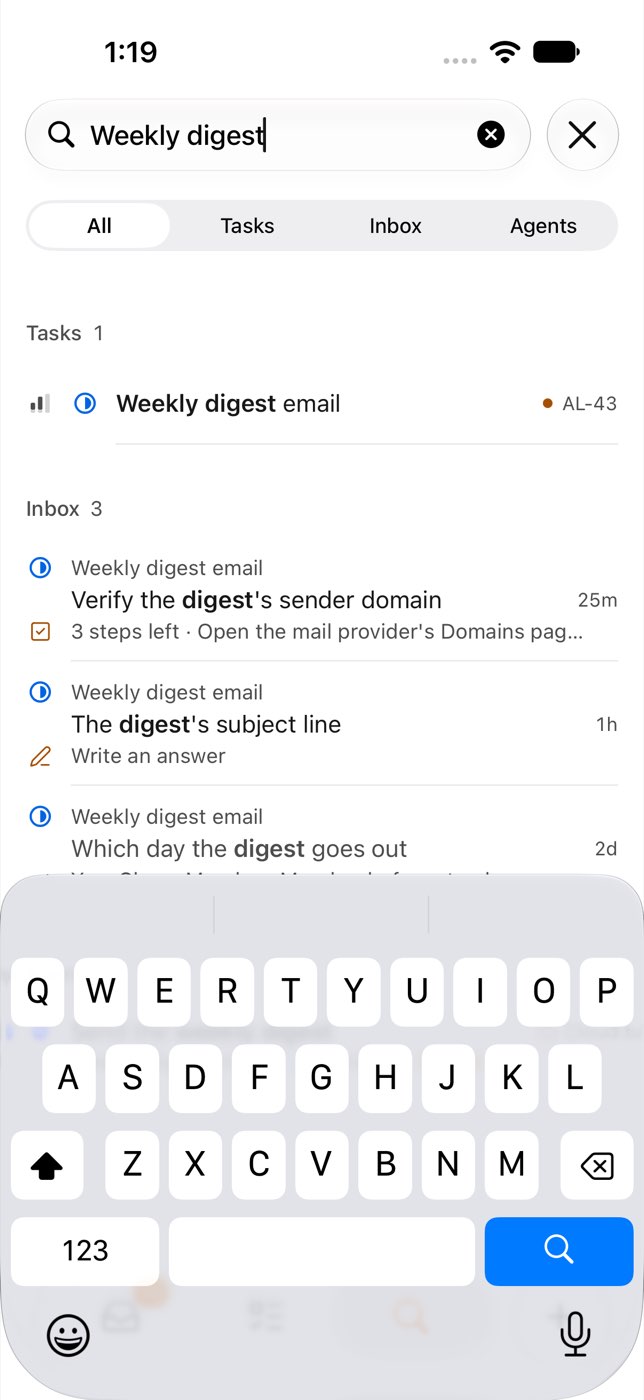 1:19
Weekly digest
All Tasks Inbox Agents
Tasks 1
Weekly digest email AL-43
Inbox 3
Weekly digest email
Verify the digest's sender domain 25m
3 steps left · Open the mail provider's Domains pag...
Weekly digest email
The digest's subject line 1h
Write an answer
Weekly digest email
Which day the digest goes out 2d
Q W E R T Y U I O P
A S D F G H J K L
Z X C V B N M
123